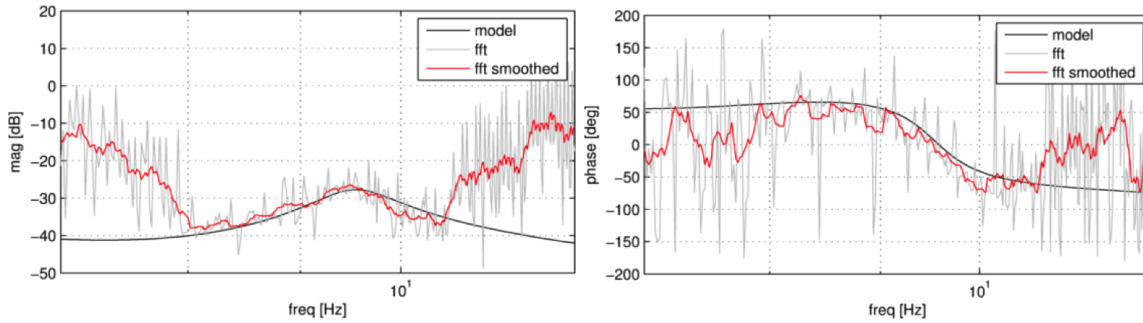 20
10
0
−10
−20
−30
−40
−50
mag [dB]
10¹
freq [Hz]
model
fft
fft smoothed
200
150
100
50
0
−50
−100
−150
−200
phase [deg]
10¹
freq [Hz]
model
fft
fft smoothed